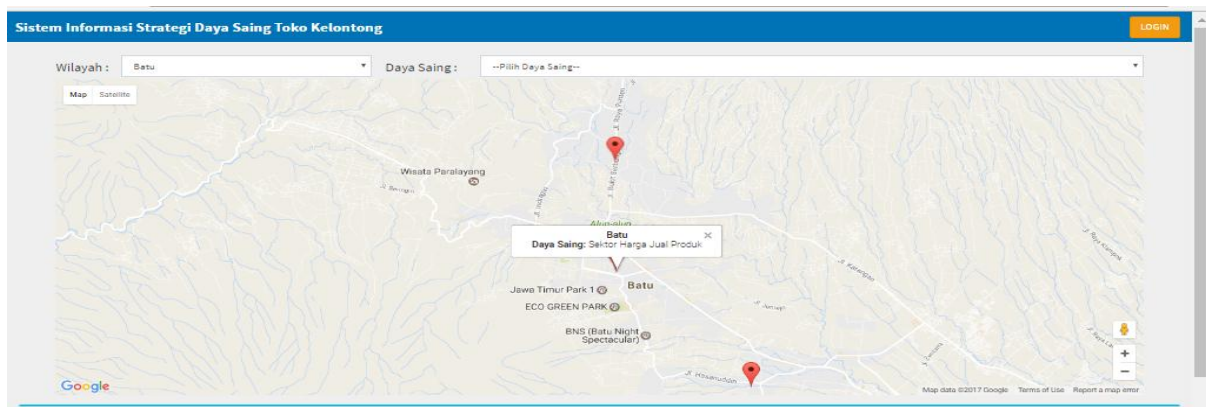 Sistem Informasi Strategi Daya Saing Toko Kelontong
LOGIN
Wilayah :
Batu
Daya Saing :
--Pilih Daya Saing--
Map
Satellite
Wisata Paralayang
Batu
Daya Saing: Sektor Harga Jual Produk
Batu
Jawa Timur Park 1
ECO GREEN PARK
BNS (Batu Night
Spectacular)
Google
Map data ©2017 Google
Terms of Use
Report a map error